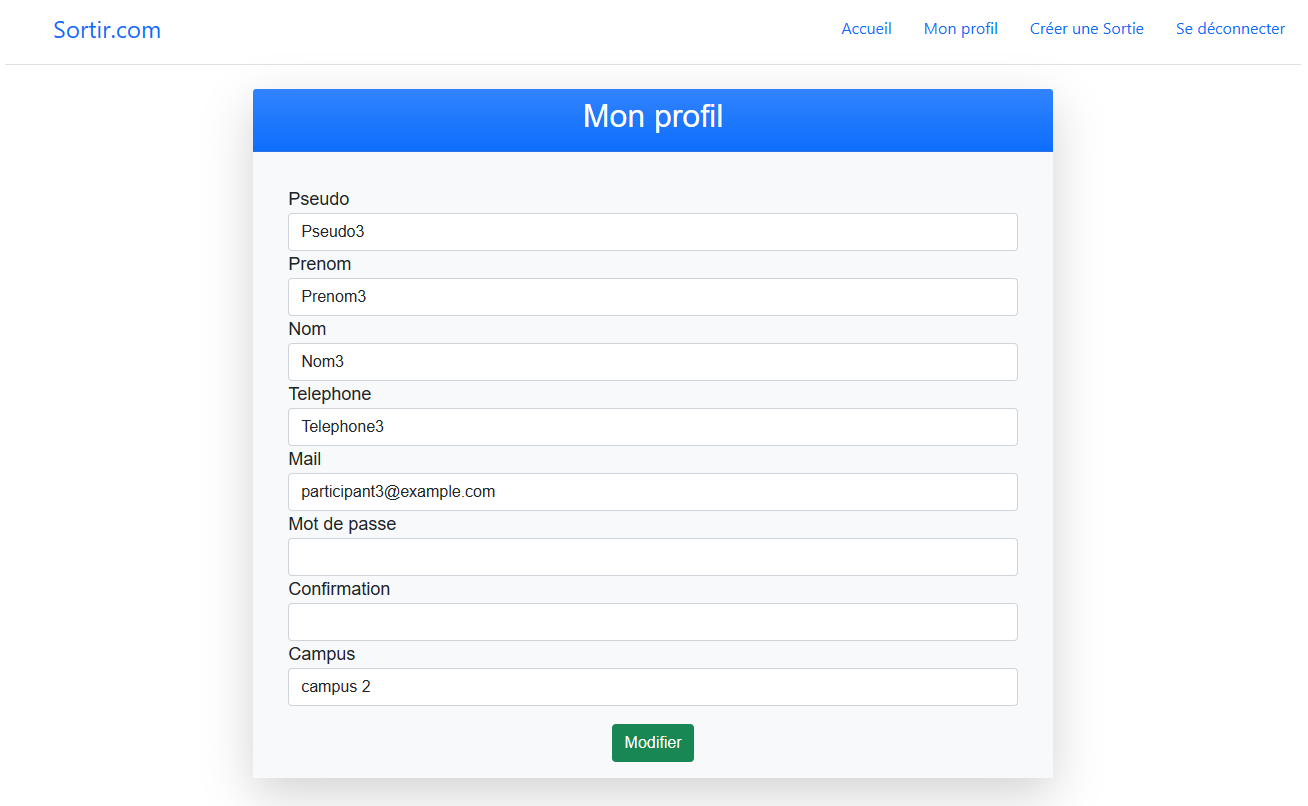 Sortir.com
Accueil Mon profil Créer une Sortie Se déconnecter
Mon profil
Pseudo
Pseudo3
Prenom
Prenom3
Nom
Nom3
Telephone
Telephone3
Mail
participant3@example.com
Mot de passe
Confirmation
Campus
campus 2
Modifier